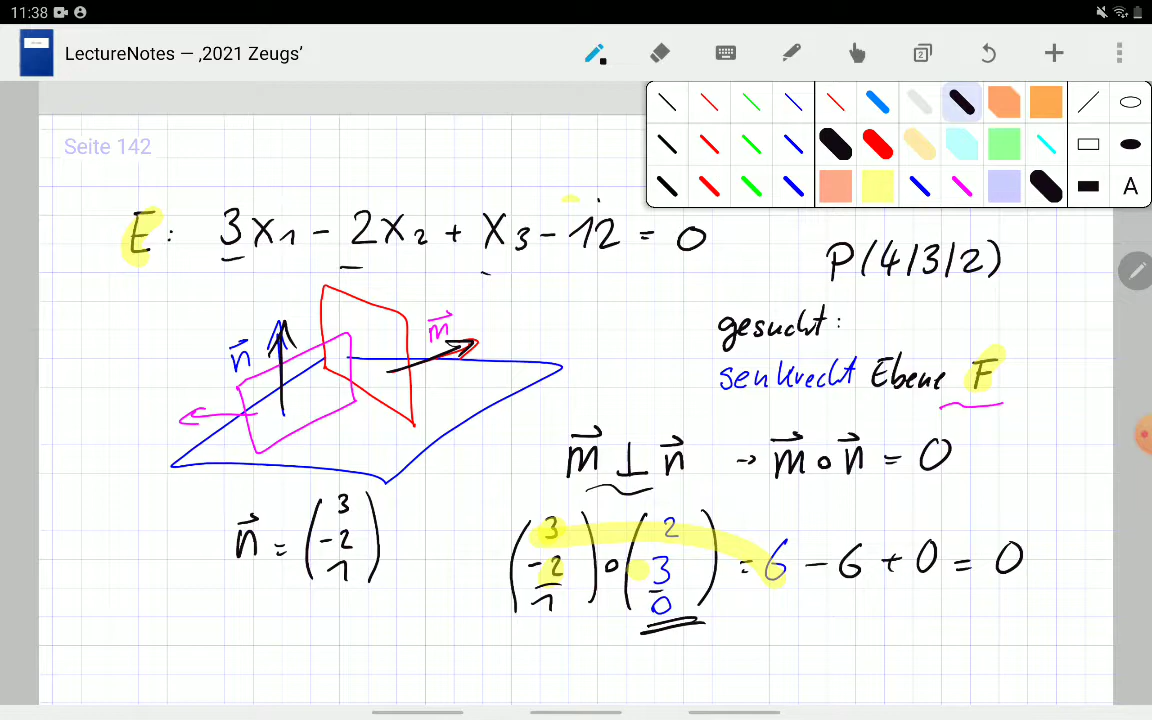 11:38
LectureNotes — ‚2021 Zeugs’
2
A
Seite 142
E: 3x₁ - 2x₂ + x₃ - 12 = 0
P(4/3/2)
gesucht:
senkrecht Ebene F
n⃗
m⃗
m⃗ ⊥ n⃗ → m⃗ ∘ n⃗ = 0
n⃗ = (3 -2 1)
(3 -2 1) ∘ (2 3 0) = 6 - 6 + 0 = 0